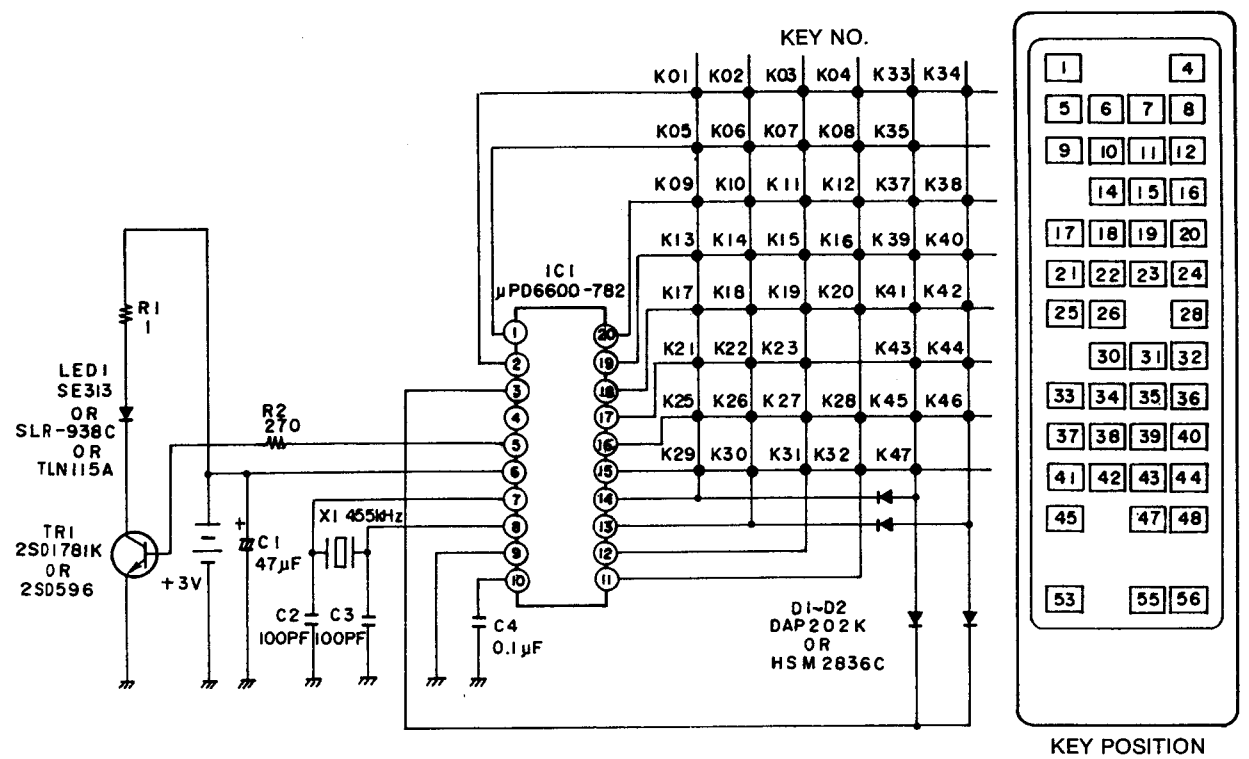 KEY NO.
K01 K02 K03 K04 K33 K34
K05 K06 K07 K08 K35
K09 K10 K11 K12 K37 K38
K13 K14 K15 K16 K39 K40
K17 K18 K19 K20 K41 K42
K21 K22 K23 K43 K44
K25 K26 K27 K28 K45 K46
K29 K30 K31 K32 K47
IC1
μPD6600-782
1 20
2 19
3 18
4 17
5 16
6 15
7 14
8 13
9 12
10 11
R1
1
LED1
SE313
OR
SLR-938C
OR
TLN115A
R2
270
TR1
2SD1781K
OR
2SD596
+3V
+
C1
47μF
X1 455kHz
C2 C3
100PF 100PF
C4
0.1μF
D1~D2
DAP202K
OR
HSM2836C
1 4
5 6 7 8
9 10 11 12
14 15 16
17 18 19 20
21 22 23 24
25 26 28
30 31 32
33 34 35 36
37 38 39 40
41 42 43 44
45 47 48
53 55 56
KEY POSITION